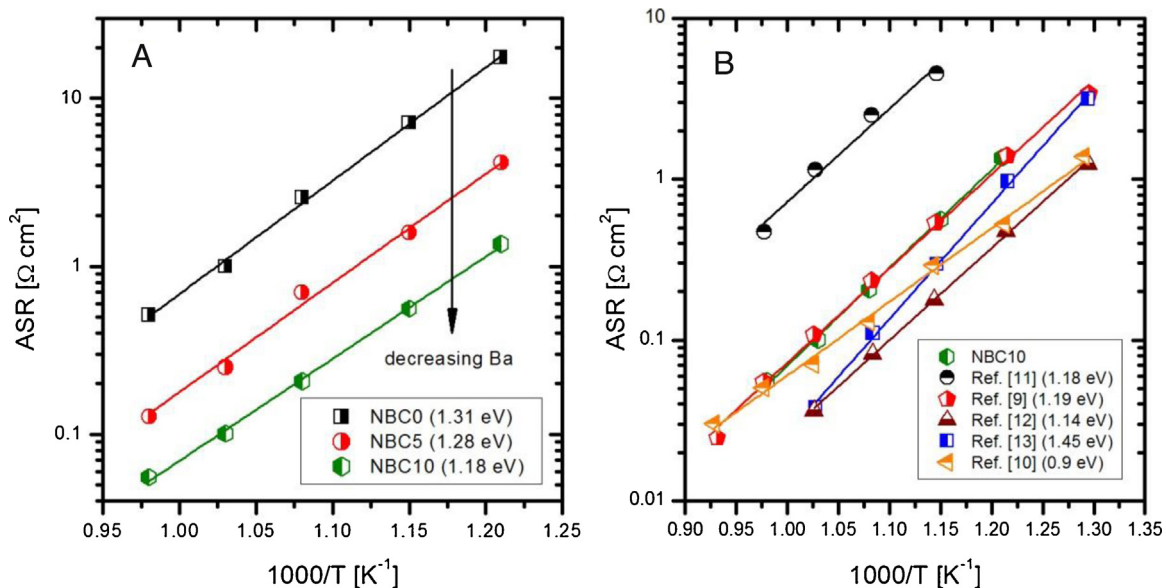 A
ASR [Ω cm²]
10
1
0.1
decreasing Ba
NBC0 (1.31 eV)
NBC5 (1.28 eV)
NBC10 (1.18 eV)
0.95 1.00 1.05 1.10 1.15 1.20 1.25
1000/T [K⁻¹]
B
ASR [Ω cm²]
10
1
0.1
0.01
NBC10
Ref. [11] (1.18 eV)
Ref. [9] (1.19 eV)
Ref. [12] (1.14 eV)
Ref. [13] (1.45 eV)
Ref. [10] (0.9 eV)
0.90 0.95 1.00 1.05 1.10 1.15 1.20 1.25 1.30 1.35
1000/T [K⁻¹]